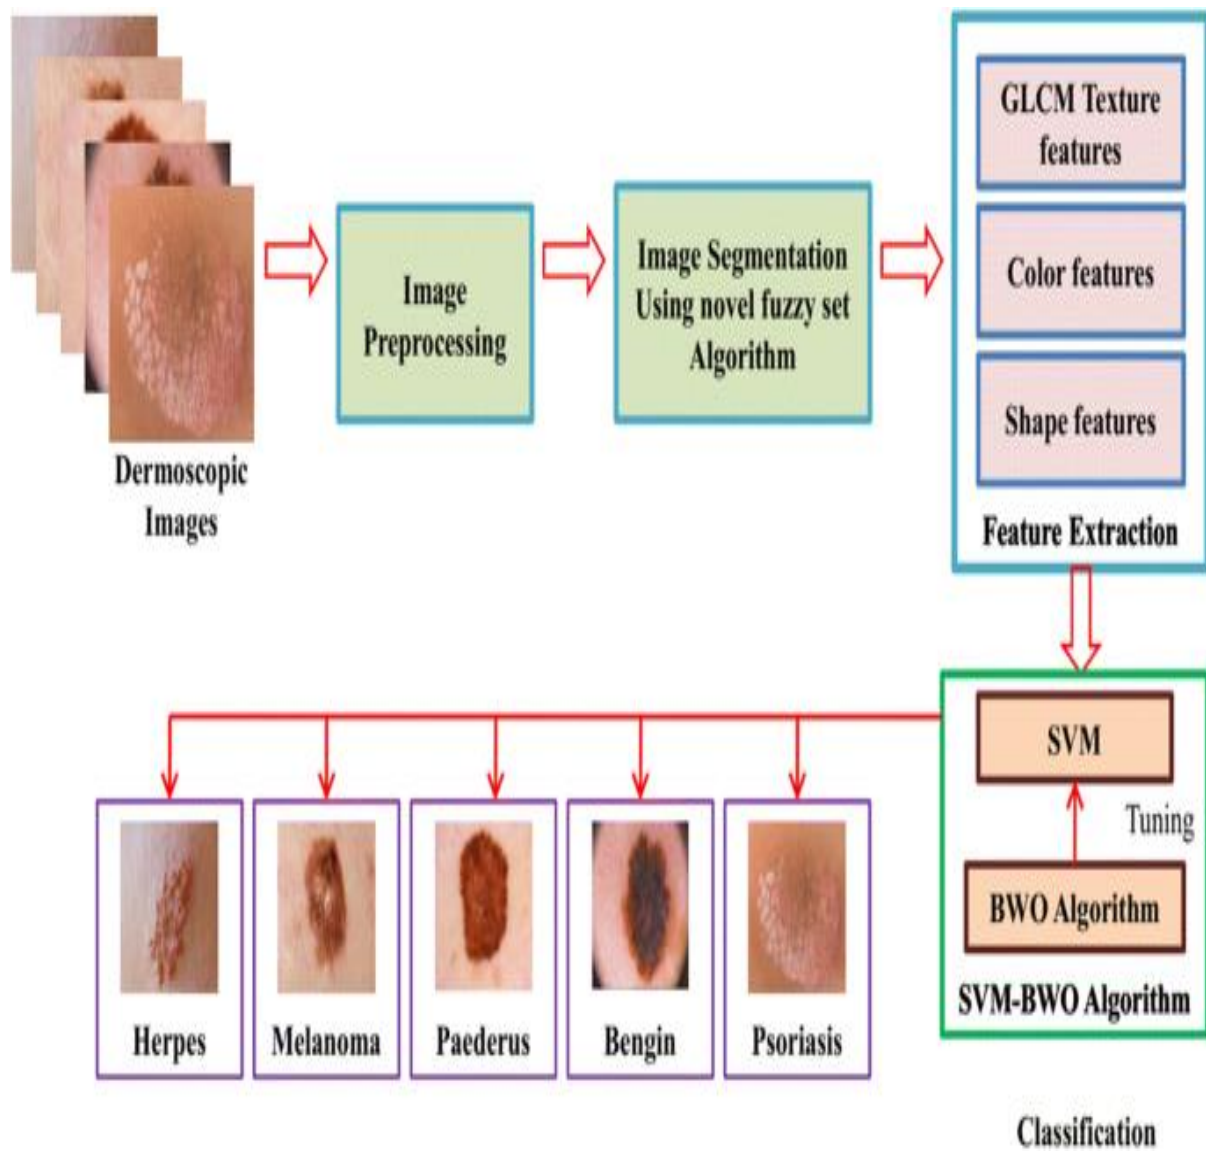 Dermoscopic
Images
Image
Preprocessing
Image Segmentation
Using novel fuzzy set
Algorithm
GLCM Texture
features
Color features
Shape features
Feature Extraction
SVM
Tuning
BWO Algorithm
SVM-BWO Algorithm
Classification
Herpes
Melanoma
Paederus
Bengin
Psoriasis